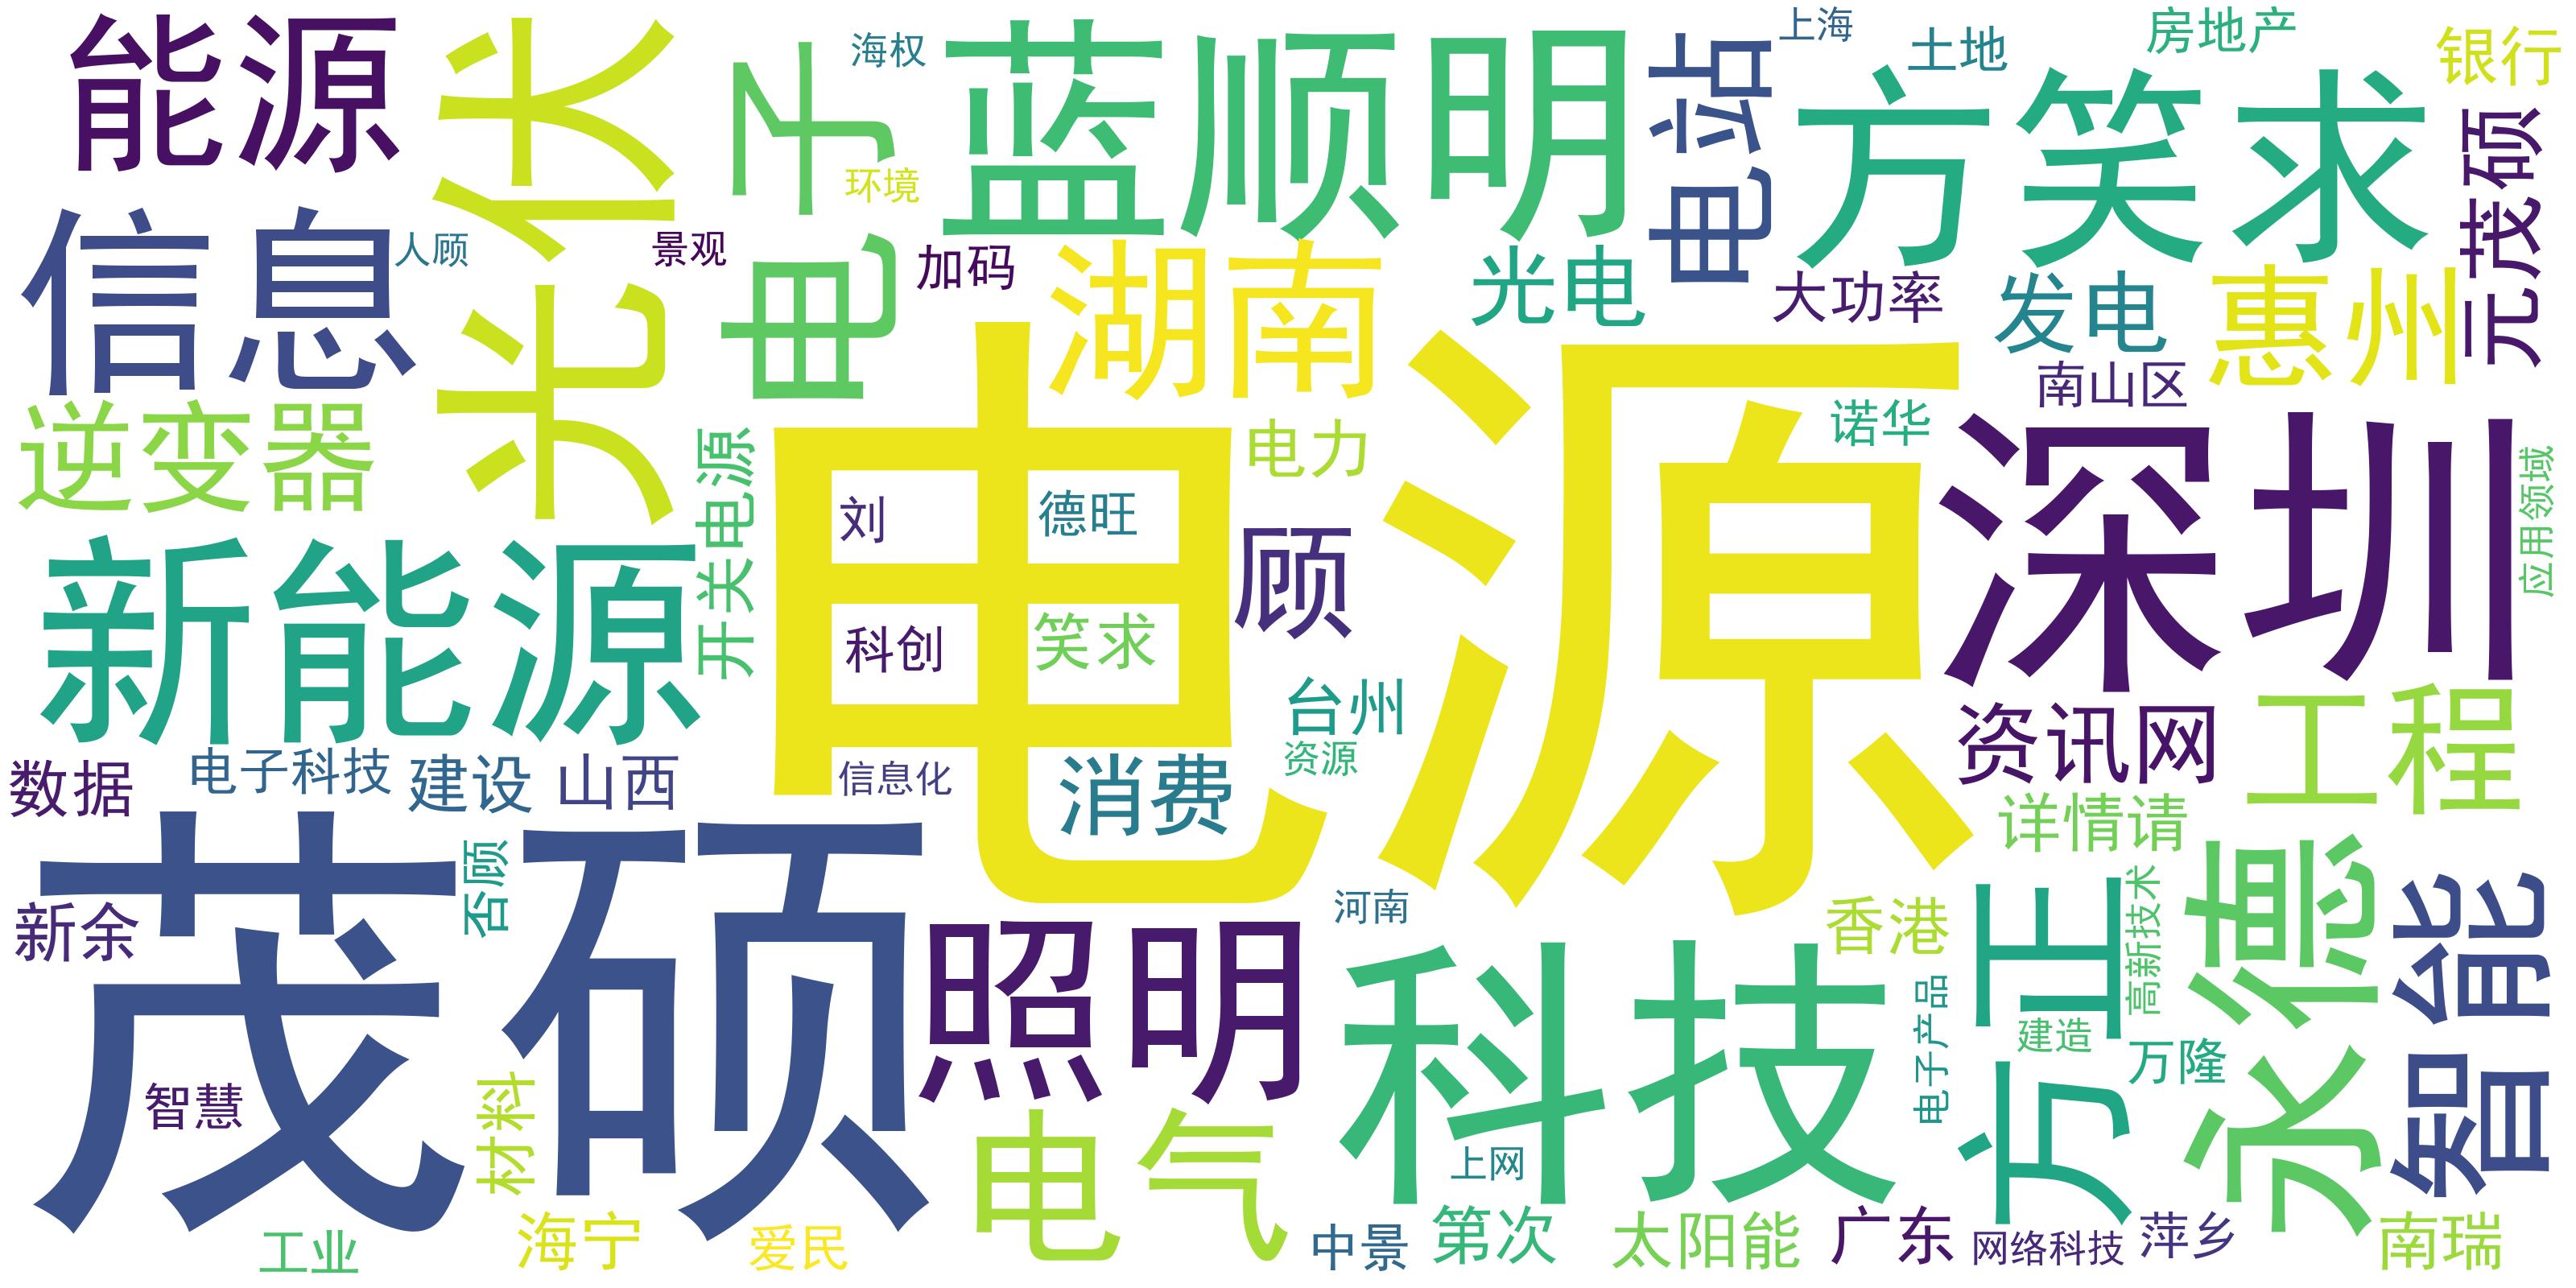 能源
光伏
电子
海权
环境
蓝顺明
电站
上海
方笑求
土地
房地产
银行
元茂硕
信息
人顾
景观
加码
湖南
光电
大功率
发电
惠州
南山区
逆变器
开关电源
电源
电力
诺华
深圳
应用领域
刘
德旺
顾
科创
笑求
新能源
台州
资源
资讯网
工程
数据
电子科技
建设
山西
信息化
消费
详情请
茂硕
否顾
新余
智慧
材料
照明
河南
科技
香港
电子产品
方正
高新技术
建造
万隆
永德
智能
电气
上网
工业
海宁
爱民
中景
第次
太阳能
广东
网络科技
萍乡
南瑞